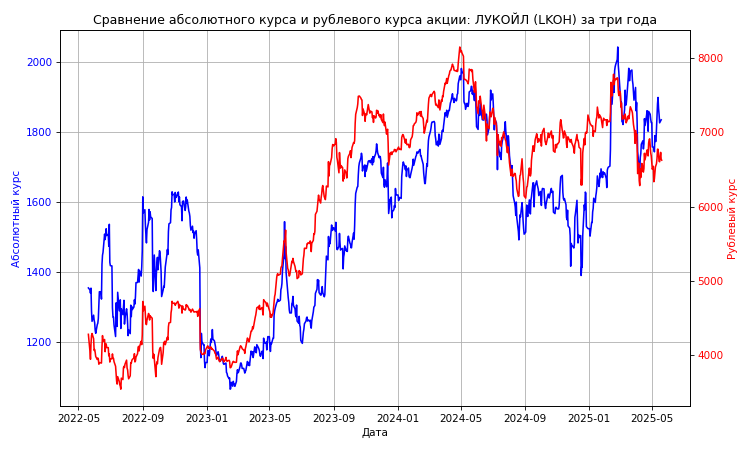 Сравнение абсолютного курса и рублевого курса акции: ЛУКОЙЛ (LKOH) за три года
Абсолютный курс
2000
1800
1600
1400
1200
8000
7000
6000
5000
4000
Рублевый курс
2022-05 2022-09 2023-01 2023-05 2023-09 2024-01 2024-05 2024-09 2025-01 2025-05
Дата